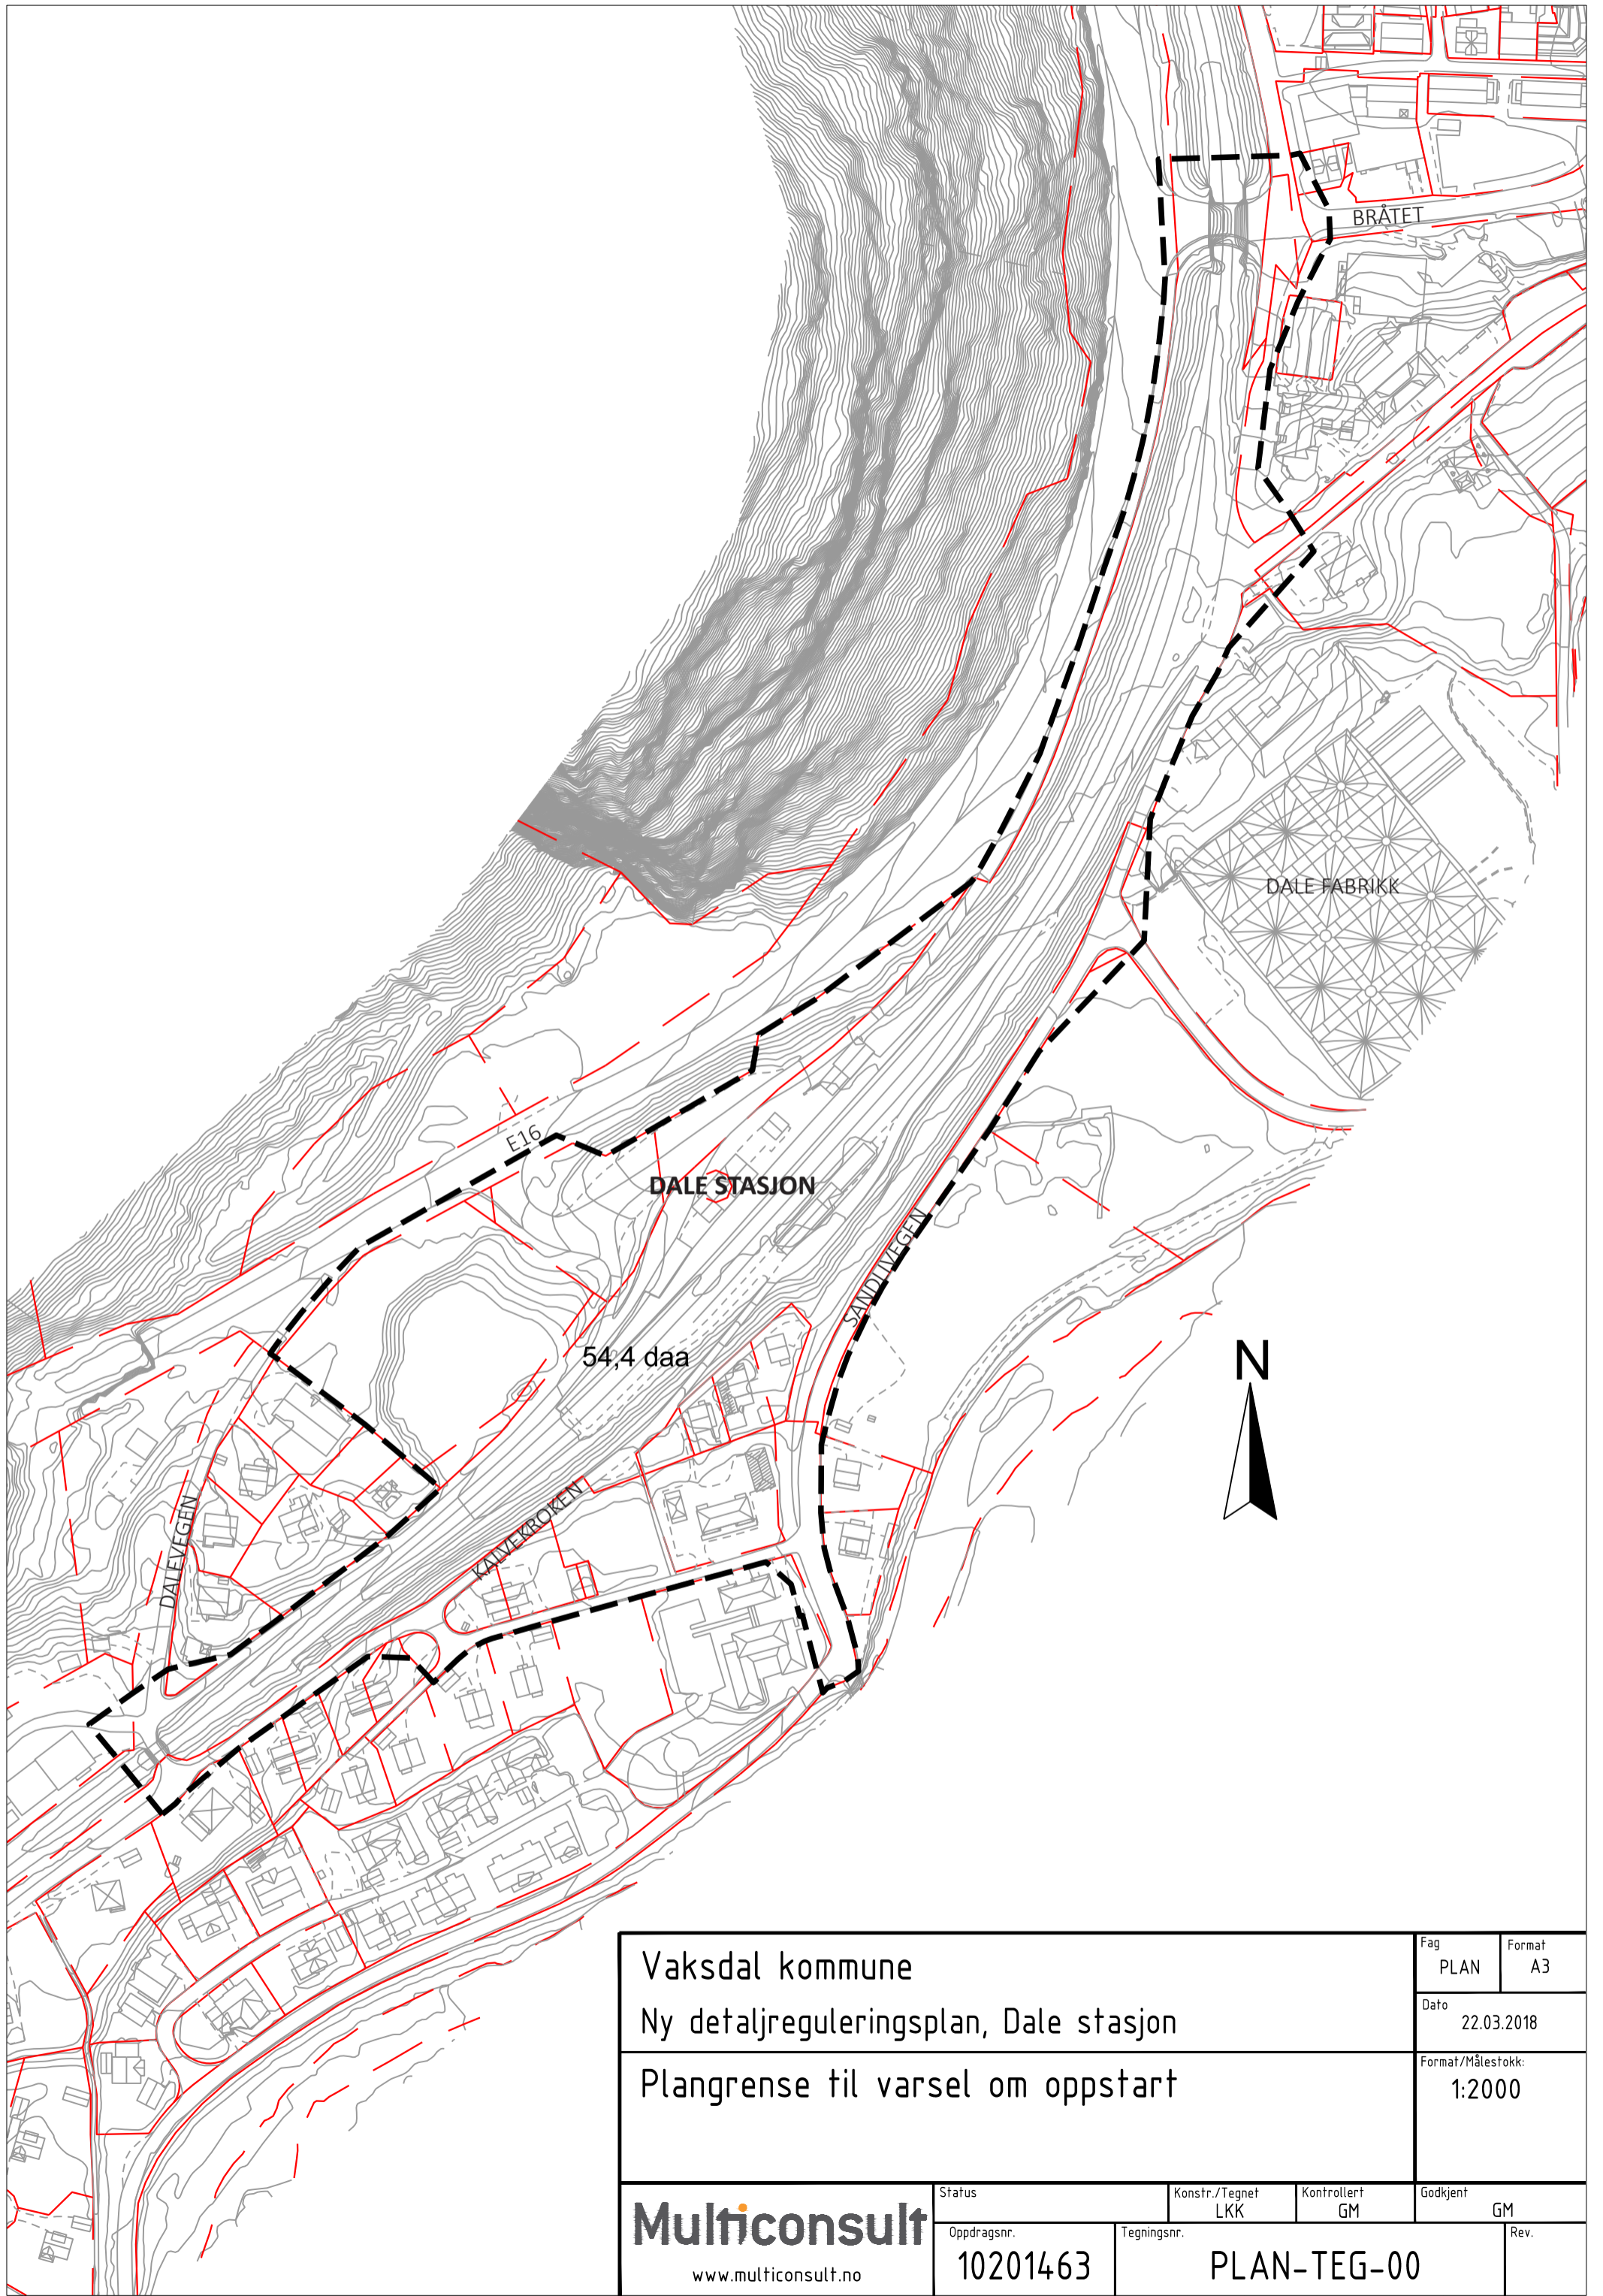 BRÅTET
DALE FABRIKK
E16
DALE STASJON
SANDLIVEGEN
54,4 daa
N
KALVEKROKEN
DALEVEGEN
Vaksdal kommune
Ny detaljreguleringsplan, Dale stasjon
Plangrense til varsel om oppstart
Fag
PLAN
Format
A3
Dato
22.03.2018
Format/Målestokk:
1:2000
Multiconsult
www.multiconsult.no
Status
Konstr./Tegnet
LKK
Kontrollert
GM
Godkjent
GM
Oppdragsnr.
10201463
Tegningsnr.
PLAN-TEG-00
Rev.